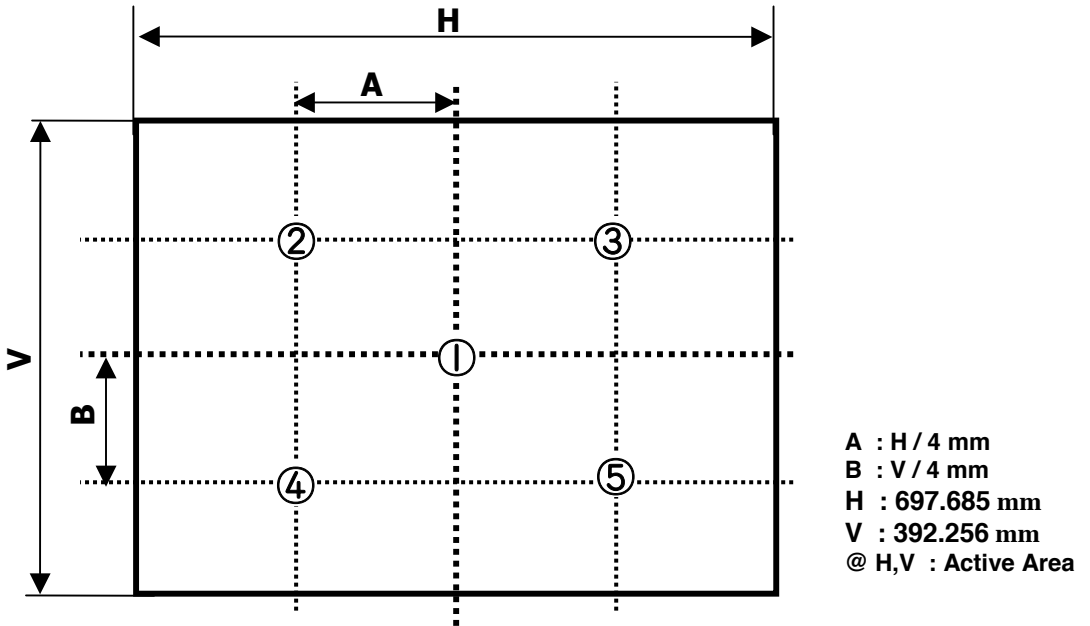 H
A
② ③
V
①
B
④ ⑤
A : H / 4 mm
B : V / 4 mm
H : 697.685 mm
V : 392.256 mm
@ H,V : Active Area